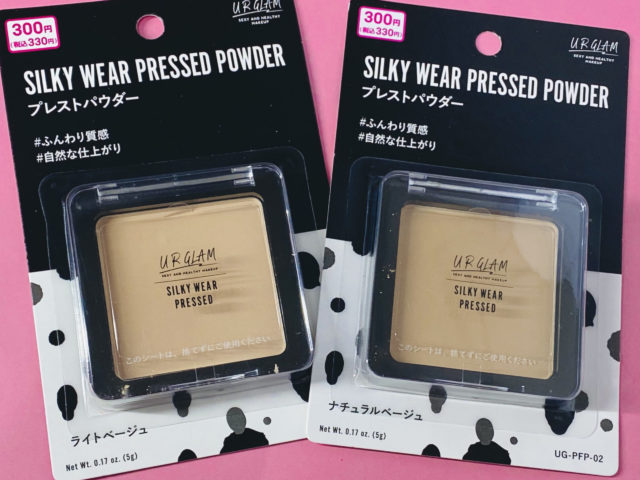 300円
(税込330円)
URGLAM
SEXY AND HEALTHY
MAKEUP
SILKY WEAR PRESSED POWDER
プレストパウダー
#ふんわり質感
#自然な仕上がり
URGLAM
SEXY AND HEALTHY MAKEUP
SILKY WEAR
PRESSED
このシートは、捨てずにご使用ください
ライトベージュ
Net Wt. 0.17 oz. (5g)
300円
(税込330円)
URGLAM
SEXY AND HEALTHY
MAKEUP
SILKY WEAR PRESSED POWDER
プレストパウダー
#ふんわり質感
#自然な仕上がり
URGLAM
SEXY AND HEALTHY MAKEUP
SILKY WEAR
PRESSED
このシートは、捨てずにご使用ください
ナチュラルベージュ
Net Wt. 0.17 oz. (5g)
UG-PFP-02